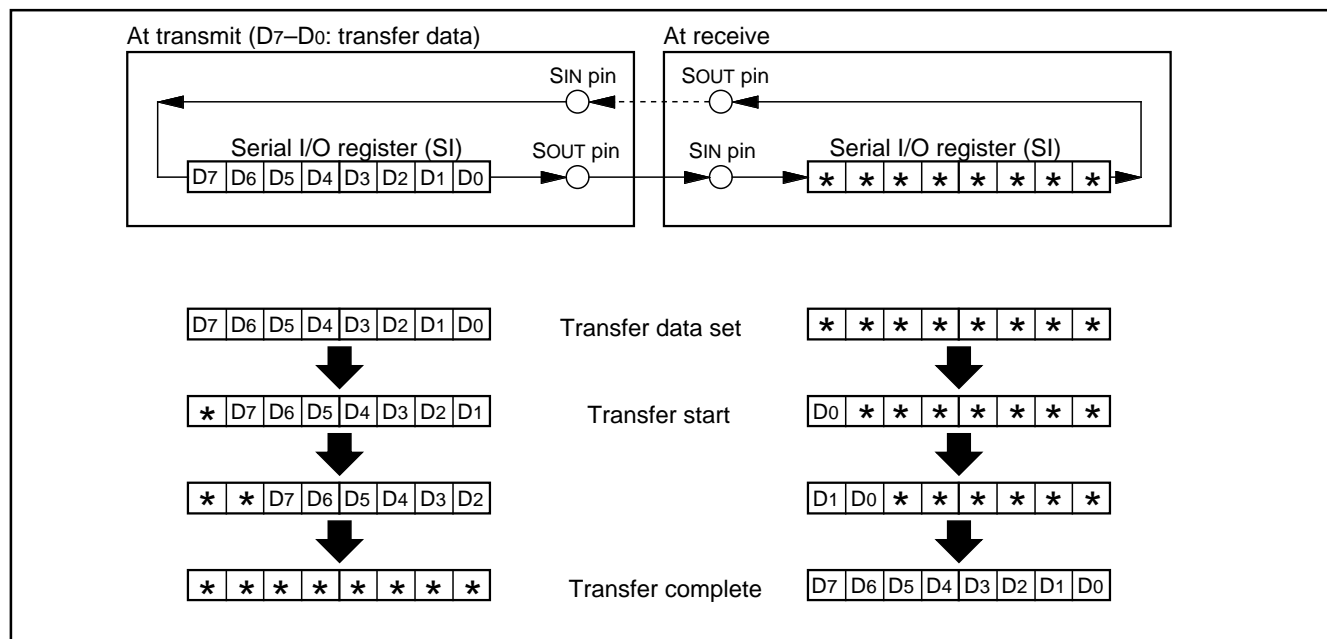 At transmit (D7–D0: transfer data)
At receive
SIN pin
SOUT pin
Serial I/O register (SI)
SOUT pin
SIN pin
Serial I/O register (SI)
D7 D6 D5 D4 D3 D2 D1 D0
* * * * * * * *
D7 D6 D5 D4 D3 D2 D1 D0
Transfer data set
* * * * * * * *
* D7 D6 D5 D4 D3 D2 D1
Transfer start
D0 * * * * * * *
* * D7 D6 D5 D4 D3 D2
D1 D0 * * * * * *
* * * * * * * *
Transfer complete
D7 D6 D5 D4 D3 D2 D1 D0